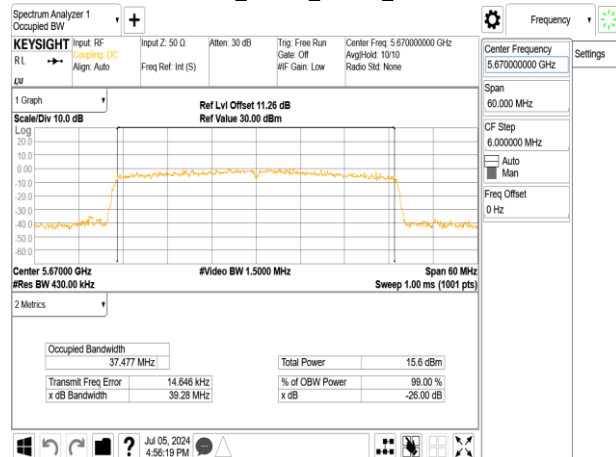 Spectrum Analyzer 1
Occupied BW
Frequency
Settings
KEYSIGHT
Input: RF
Coupling: DC
Align: Auto
Input Z: 50 Ω
Freq Ref: Int (S)
Atten: 30 dB
Trig: Free Run
Gate: Off
#IF Gain: Low
Center Freq: 5.670000000 GHz
Avg|Hold: 10/10
Radio Std: None
R L
LXI
Center Frequency
5.670000000 GHz
Span
60.000 MHz
CF Step
6.000000 MHz
Auto
Man
Freq Offset
0 Hz
1 Graph
Scale/Div 10.0 dB
Ref Lvl Offset 11.26 dB
Ref Value 30.00 dBm
Log
20.0
10.0
0.00
-10.0
-20.0
-30.0
-40.0
-50.0
-60.0
Center 5.67000 GHz
#Video BW 1.5000 MHz
Span 60 MHz
#Res BW 430.00 kHz
Sweep 1.00 ms (1001 pts)
2 Metrics
Occupied Bandwidth
37.477 MHz
Total Power 15.6 dBm
Transmit Freq Error 14.646 kHz
% of OBW Power 99.00 %
x dB Bandwidth 39.28 MHz
x dB -26.00 dB
?
Jul 05, 2024
4:56:19 PM